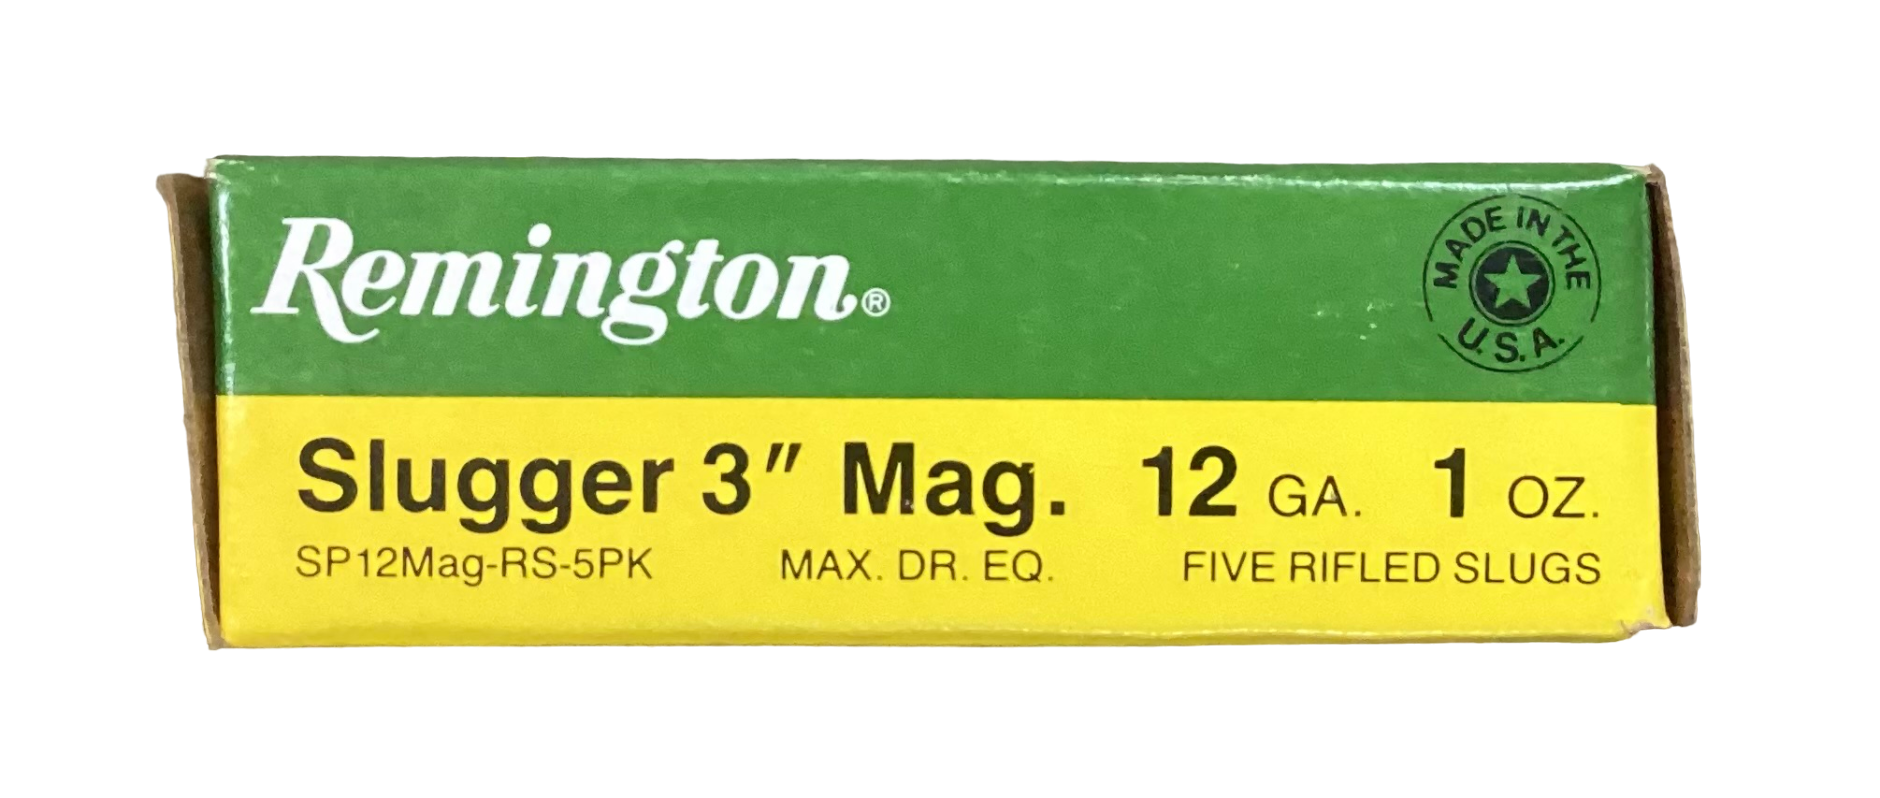 Remington®
MADE IN THE
U.S.A.
Slugger 3″ Mag. 12 GA. 1 OZ.
SP12Mag-RS-5PK MAX. DR. EQ. FIVE RIFLED SLUGS